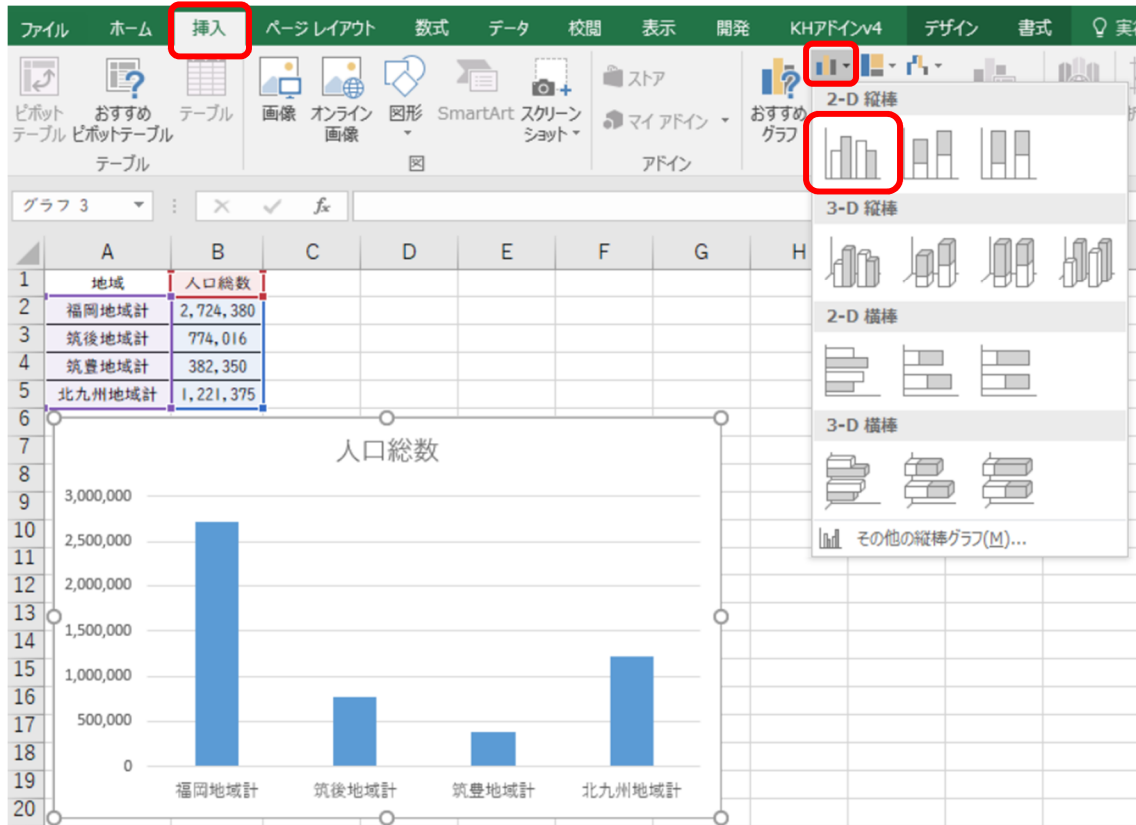 ファイル ホーム 挿入 ページ レイアウト 数式 データ 校閲 表示 開発 KHアドインv4 デザイン 書式
ピボット
テーブル
おすすめ
ピボットテーブル
テーブル
テーブル
画像
オンライン
画像
図形
SmartArt
スクリーン
ショット
図
ストア
マイ アドイン
アドイン
おすすめ
グラフ
2-D 縦棒
3-D 縦棒
2-D 横棒
3-D 横棒
その他の縦棒グラフ(M)...
グラフ 3 fx
A B C D E F G H
1 地域 人口総数
2 福岡地域計 2,724,380
3 筑後地域計 774,016
4 筑豊地域計 382,350
5 北九州地域計 1,221,375
6
7
8
9
10
11
12
13
14
15
16
17
18
19
20
人口総数
3,000,000
2,500,000
2,000,000
1,500,000
1,000,000
500,000
0
福岡地域計 筑後地域計 筑豊地域計 北九州地域計